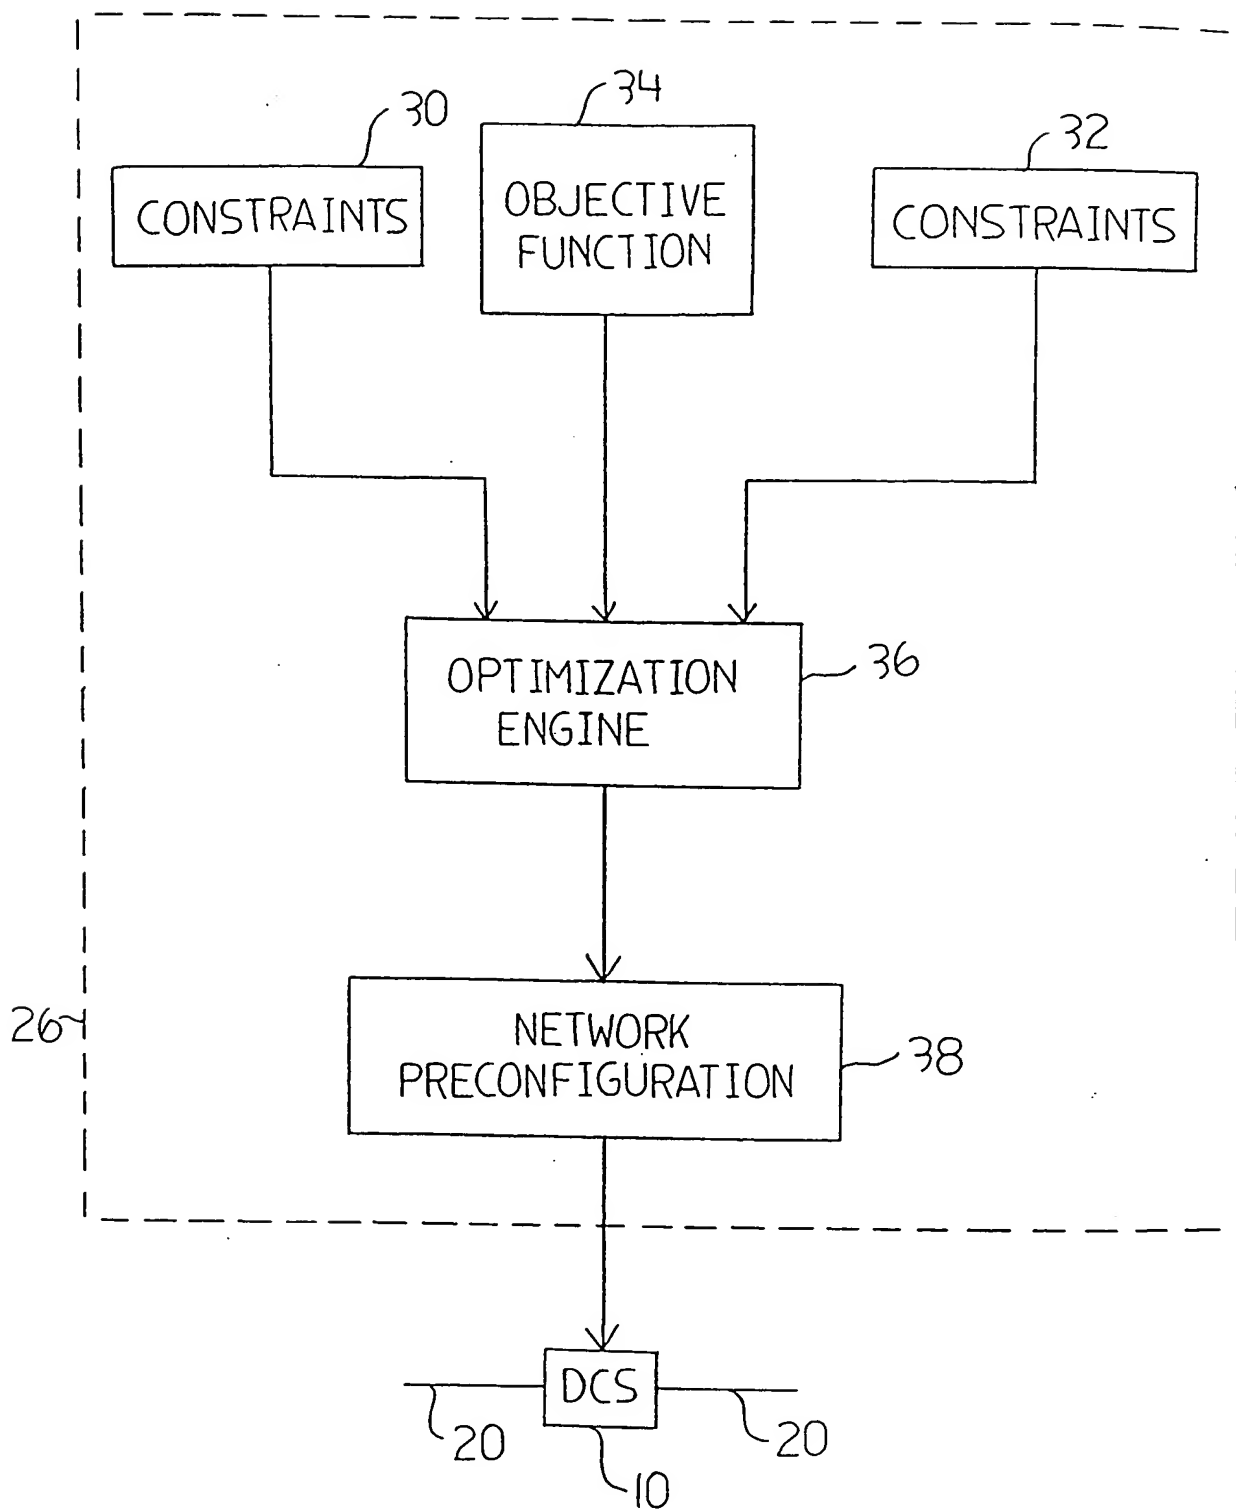 34
30
32
CONSTRAINTS
OBJECTIVE
FUNCTION
CONSTRAINTS
OPTIMIZATION
ENGINE
36
NETWORK
PRECONFIGURATION
26
38
DCS
20
20
10